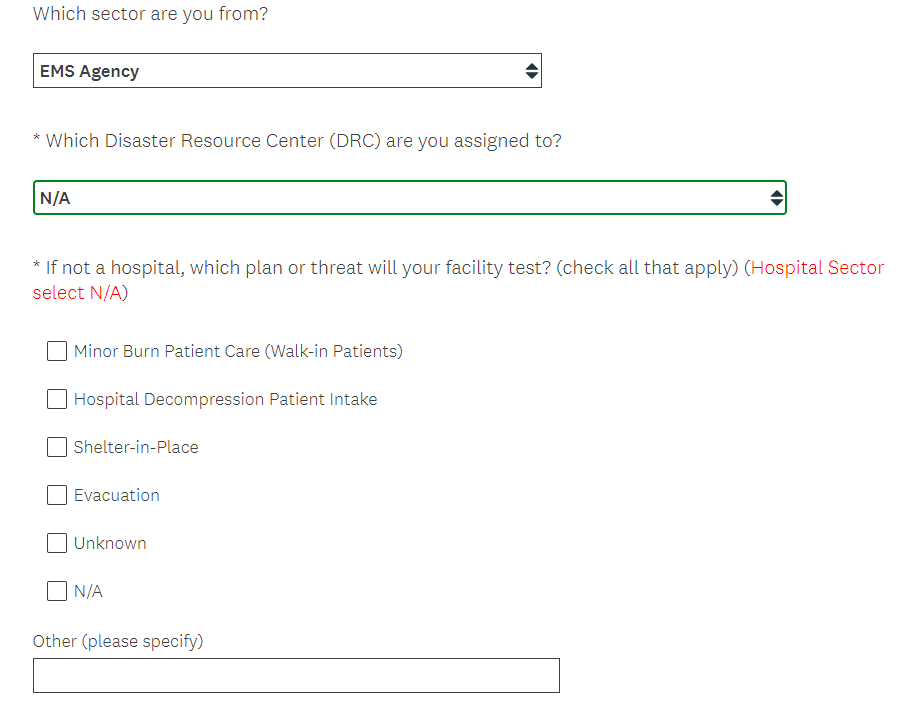 Which sector are you from?
EMS Agency
* Which Disaster Resource Center (DRC) are you assigned to?
N/A
* If not a hospital, which plan or threat will your facility test? (check all that apply) (Hospital Sector
select N/A)
Minor Burn Patient Care (Walk-in Patients)
Hospital Decompression Patient Intake
Shelter-in-Place
Evacuation
Unknown
N/A
Other (please specify)